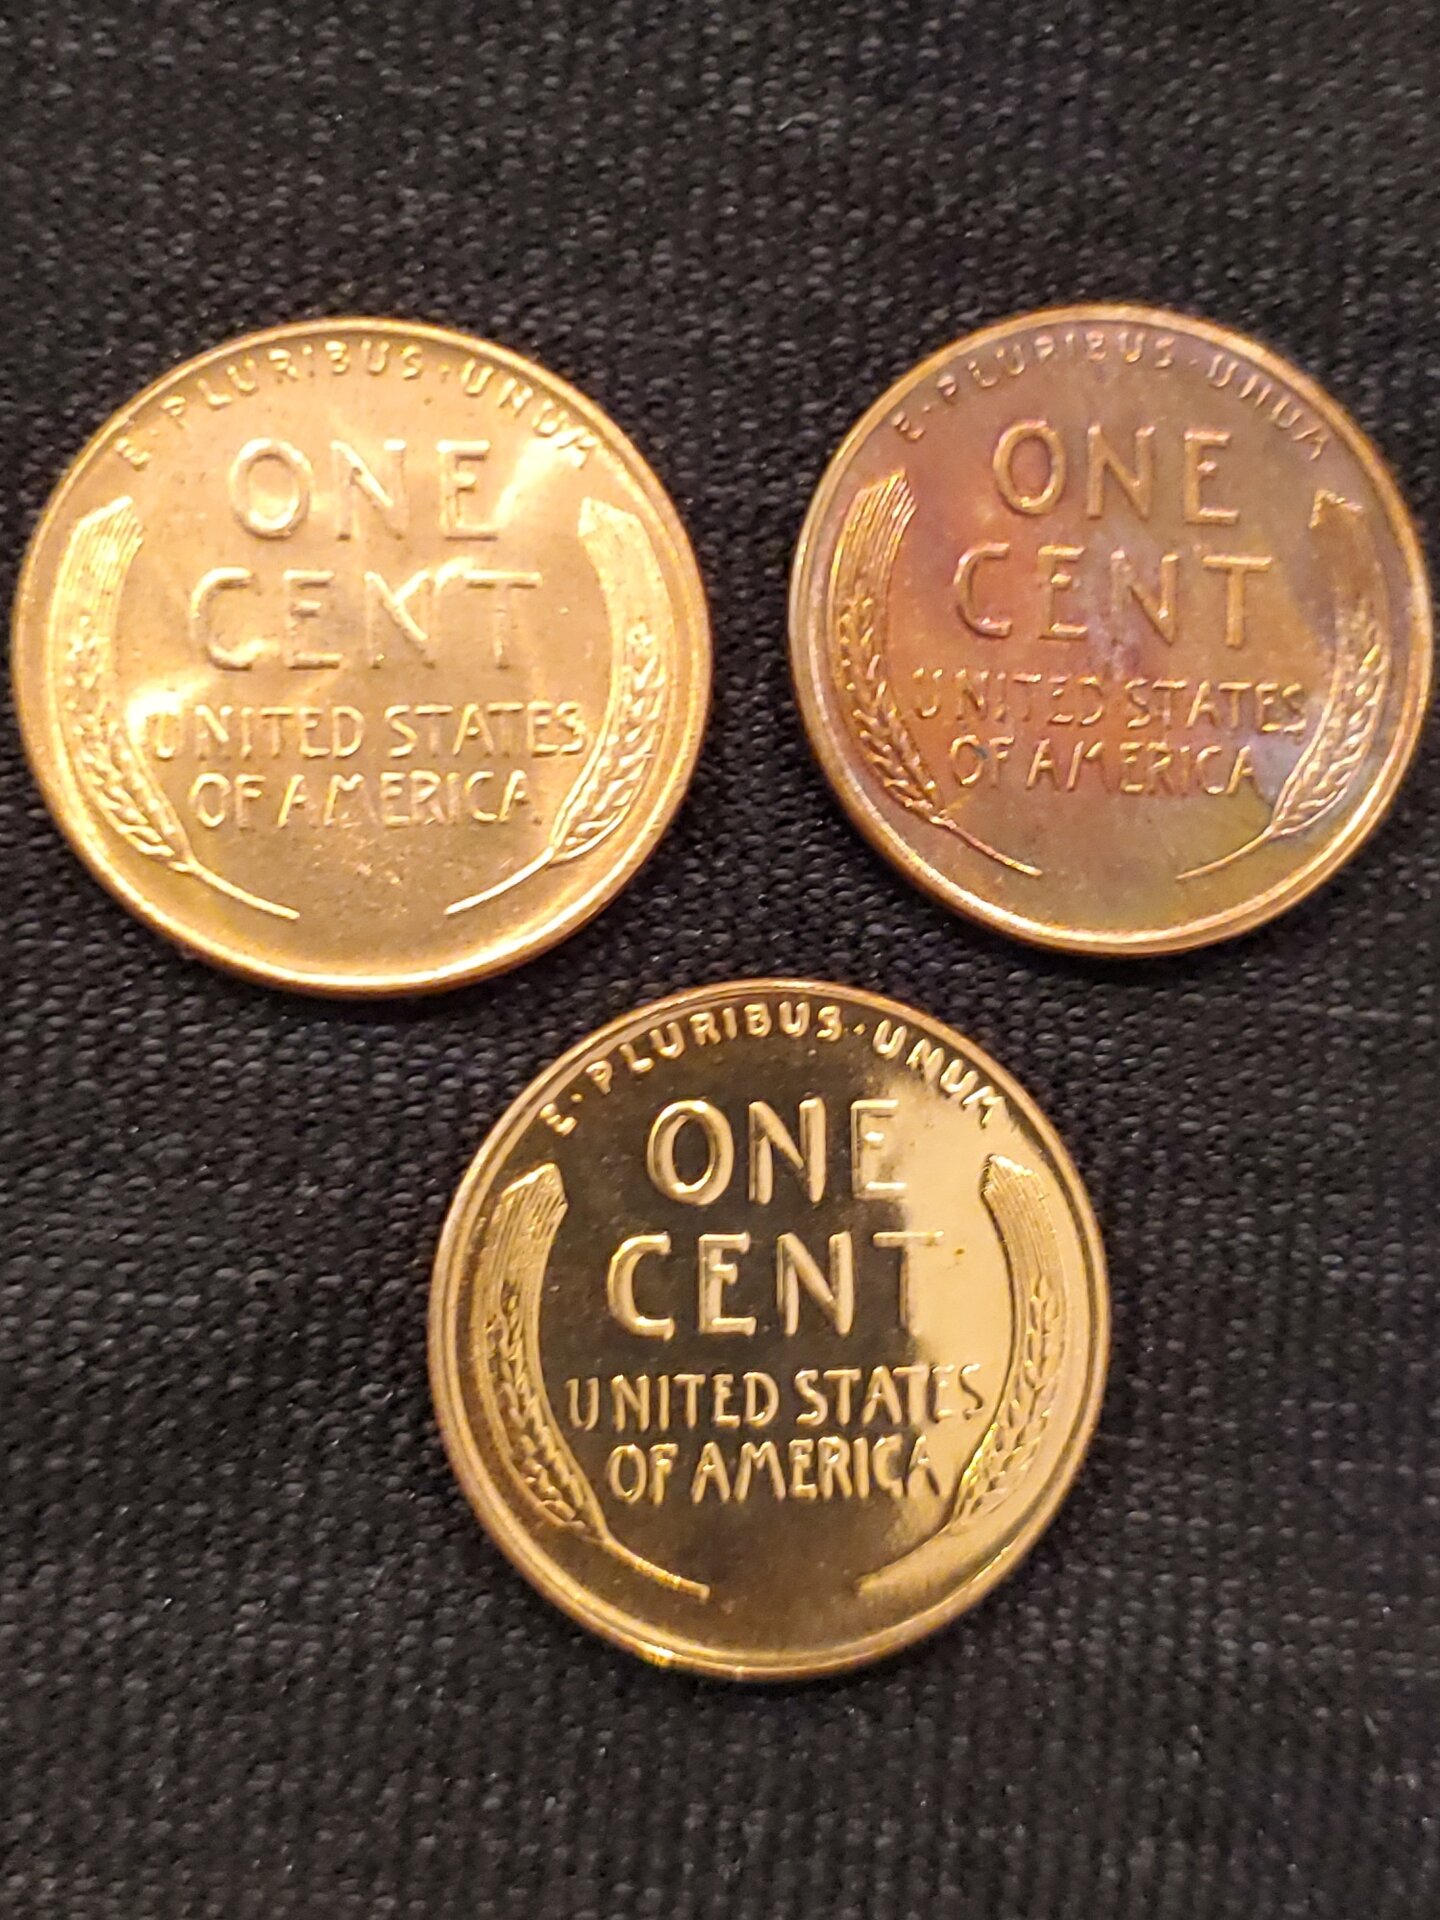 E·PLURIBUS·UNUM
ONE
CENT
UNITED STATES
OF AMERICA
E·PLURIBUS·UNUM
ONE
CENT
UNITED STATES
OF AMERICA
E·PLURIBUS·UNUM
ONE
CENT
UNITED STATES
OF AMERICA